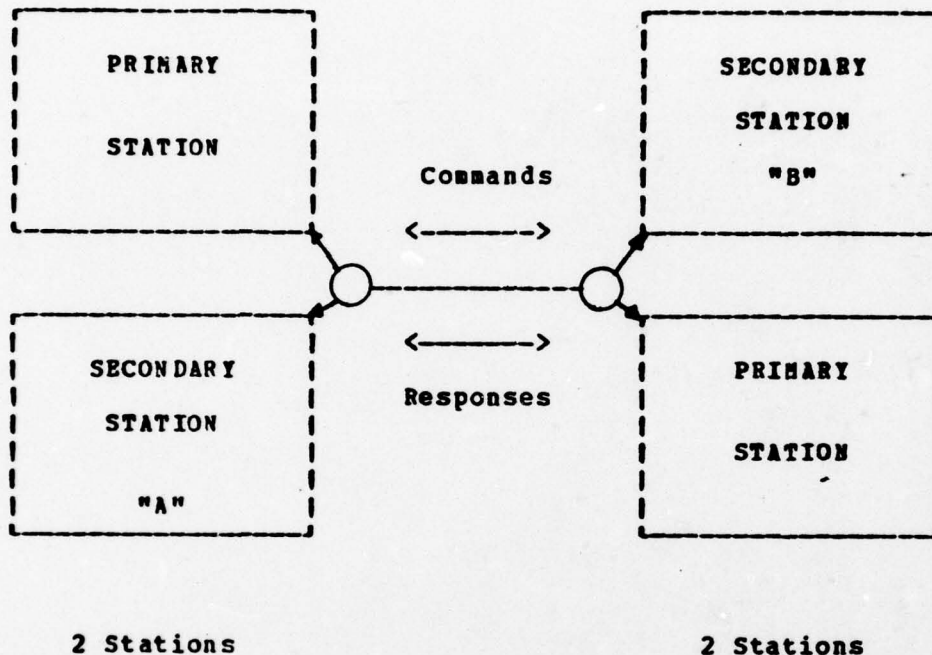 PRIMARY
STATION
SECONDARY
STATION
"B"
Commands
SECONDARY
STATION
"A"
Responses
PRIMARY
STATION
2 Stations
2 Stations